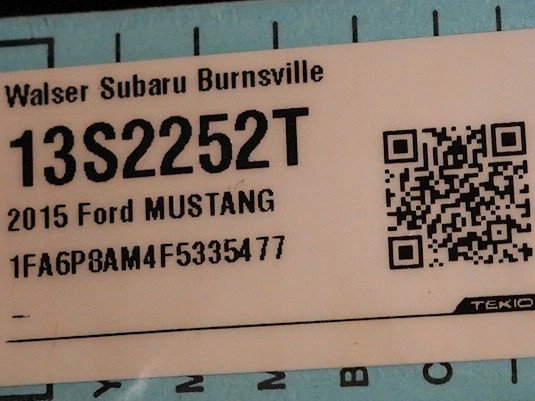 Walser Subaru Burnsville
13S2252T
2015 Ford MUSTANG
1FA6P8AM4F5335477
–
TEKIO
Y M M B C